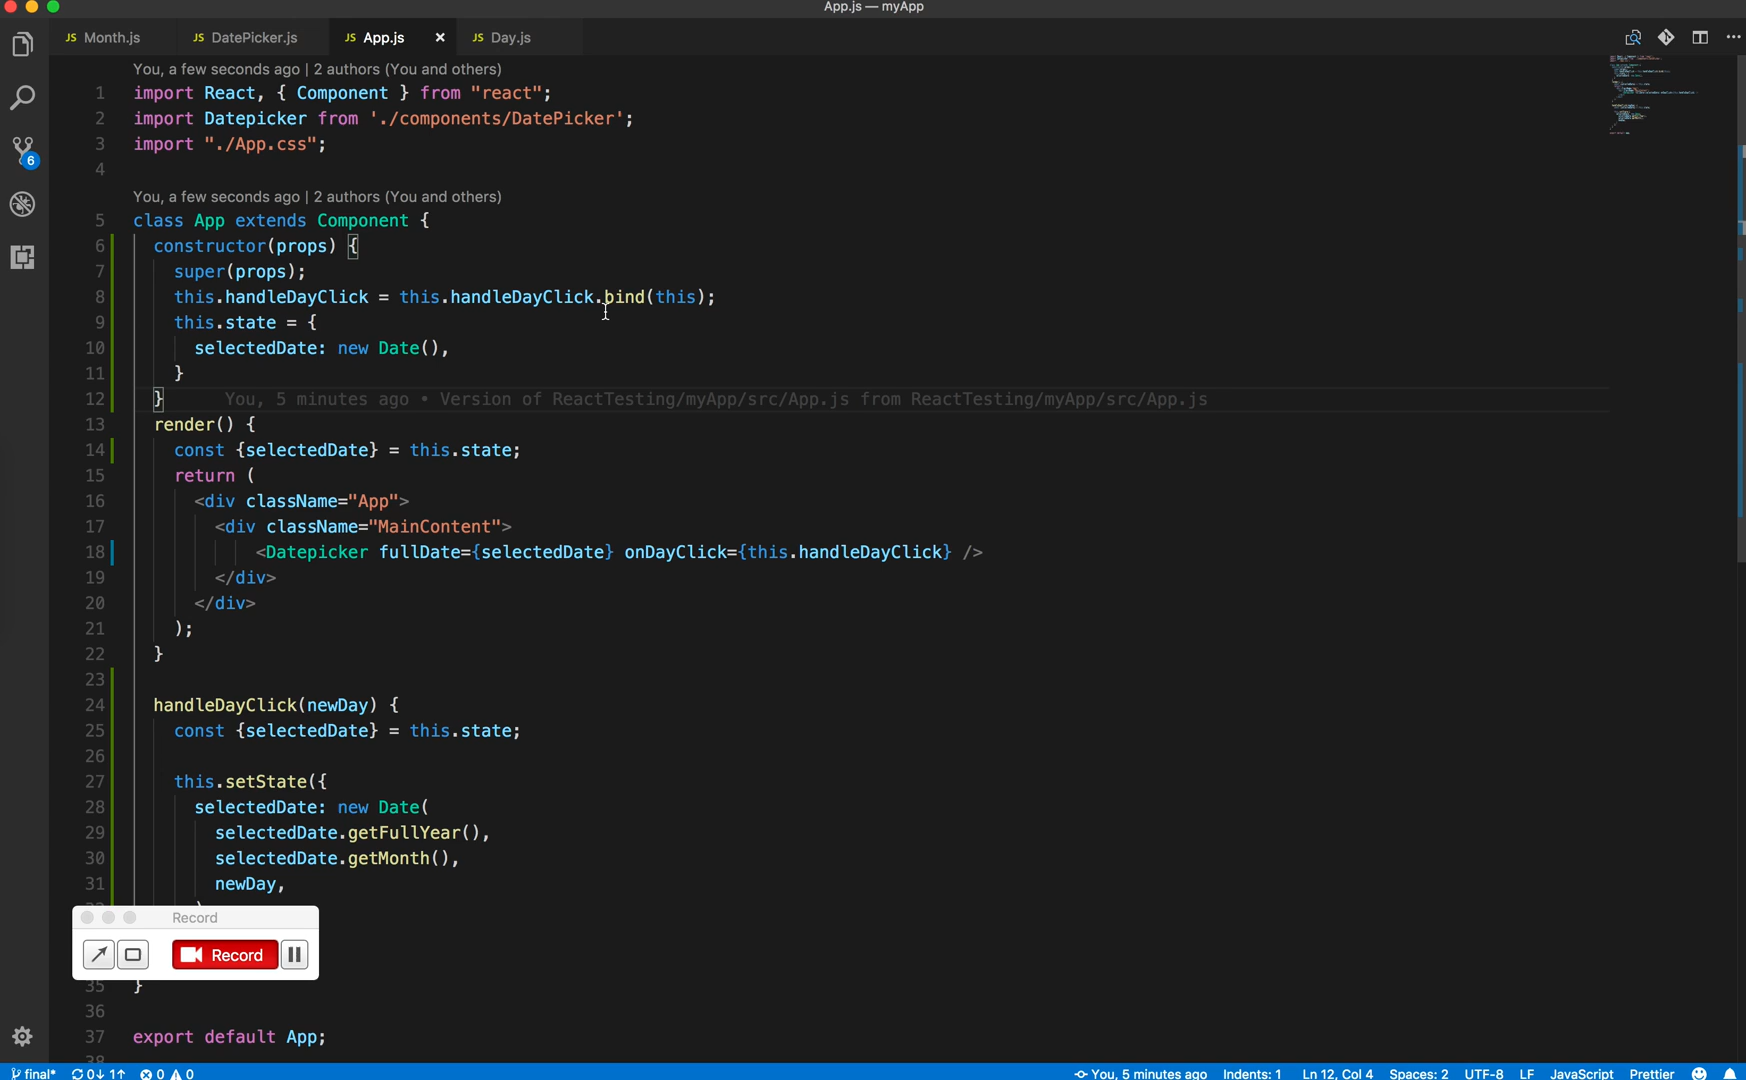 App.js — myApp
JS Month.js JS DatePicker.js JS App.js × JS Day.js
You, a few seconds ago | 2 authors (You and others)
1 import React, { Component } from "react";
2 import Datepicker from './components/DatePicker';
3 import "./App.css";
4
You, a few seconds ago | 2 authors (You and others)
5 class App extends Component {
6 constructor(props) {
7 super(props);
8 this.handleDayClick = this.handleDayClick.bind(this);
9 this.state = {
10 selectedDate: new Date(),
11 }
12 } You, 5 minutes ago • Version of ReactTesting/myApp/src/App.js from ReactTesting/myApp/src/App.js
13 render() {
14 const {selectedDate} = this.state;
15 return (
16 <div className="App">
17 <div className="MainContent">
18 <Datepicker fullDate={selectedDate} onDayClick={this.handleDayClick} />
19 </div>
20 </div>
21 );
22 }
23
24 handleDayClick(newDay) {
25 const {selectedDate} = this.state;
26
27 this.setState({
28 selectedDate: new Date(
29 selectedDate.getFullYear(),
30 selectedDate.getMonth(),
31 newDay,
Record
Record
35 }
36
37 export default App;
38
6
final* 0↓ 1↑ 0 0 You, 5 minutes ago Indents: 1 Ln 12, Col 4 Spaces: 2 UTF-8 LF JavaScript Prettier